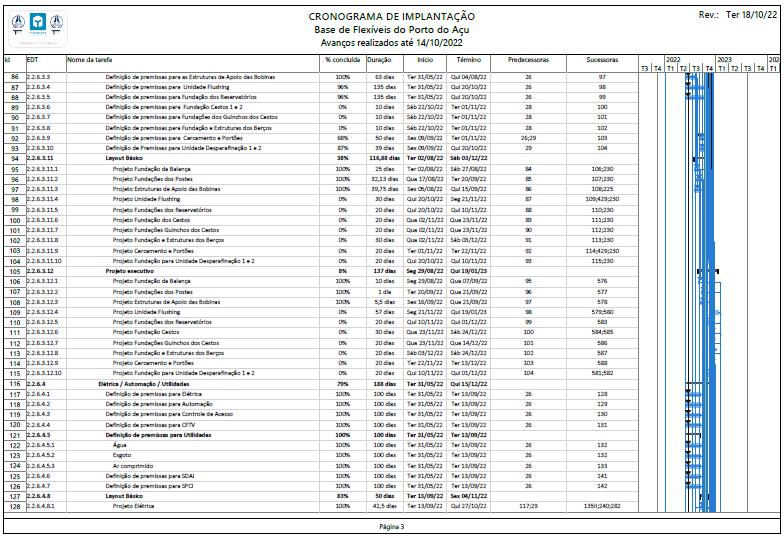 CRONOGRAMA DE IMPLANTAÇÃO
Base de Flexíveis do Porto do Açu
Avanços realizados até 14/10/2022
Rev.: Ter 18/10/22
Id EDT Nome da tarefa % concluída Duração Início Término Predecessoras Sucessoras 2022 2023 202
T3 T4 T1 T2 T3 T4 T1 T2 T3 T4 T1
86 2.2.6.3.3 Definição de premissas para as Estruturas de Apoio das Bobinas 100% 63 dias Ter 31/05/22 Qui 04/08/22 26 97
87 2.2.6.3.4 Definição de premissas para Unidade Flushing 96% 135 dias Ter 31/05/22 Qui 20/10/22 26 98
88 2.2.6.3.5 Definição de premissas para Fundação dos Reservatórios 96% 135 dias Ter 31/05/22 Qui 20/10/22 26 99
89 2.2.6.3.6 Definição de premissas para Fundação Cestos 1 e 2 0% 10 dias Sáb 22/10/22 Ter 01/11/22 28 100
90 2.2.6.3.7 Definição de premissas para Fundações do Guinchos dos Cestos 0% 10 dias Sáb 22/10/22 Ter 01/11/22 28 101
91 2.2.6.3.8 Definição de premissas para Fundação e Estruturas dos Berços 0% 10 dias Sáb 22/10/22 Ter 01/11/22 28 102
92 2.2.6.3.9 Definição de premissas para Cercamento e Portões 68% 50 dias Sex 09/09/22 Ter 01/11/22 26;29 103
93 2.2.6.3.10 Definição de Premissas para Unidade Desparafinação 1 e 2 87% 39 dias Sex 09/09/22 Qui 20/10/22 29 104
94 2.2.6.3.11 Layout Básico 38% 116,88 dias Ter 02/08/22 Sáb 03/12/22
95 2.2.6.3.11.1 Projeto Fundação da Balança 100% 25 dias Ter 02/08/22 Sáb 27/08/22 84 106;230
96 2.2.6.3.11.2 Projeto Fundações dos Postes 100% 32,13 dias Qua 17/08/22 Ter 20/09/22 85 107;230
97 2.2.6.3.11.3 Projeto Estruturas de Apoio das Bobinas 100% 39,75 dias Sex 05/08/22 Qui 15/09/22 86 108;225
98 2.2.6.3.11.4 Projeto Unidade Flushing 0% 30 dias Qui 20/10/22 Seg 21/11/22 87 109;429;230
99 2.2.6.3.11.5 Projeto Fundações dos Reservatórios 0% 20 dias Qui 20/10/22 Qui 10/11/22 88 110;230
100 2.2.6.3.11.6 Projeto Fundação dos Cestos 0% 20 dias Qua 02/11/22 Qua 23/11/22 89 111;230
101 2.2.6.3.11.7 Projeto Fundações Guinchos dos Cestos 0% 20 dias Qua 02/11/22 Qua 23/11/22 90 112;230
102 2.2.6.3.11.8 Projeto Fundação e Estruturas dos Berços 0% 30 dias Qua 02/11/22 Sáb 03/12/22 91 113;230
103 2.2.6.3.11.9 Projeto Cercamento e Portões 0% 20 dias Ter 01/11/22 Ter 22/11/22 92 114;429;230
104 2.2.6.3.11.10 Projeto Fundação para Unidade Desparafinação 1 e 2 0% 20 dias Qui 20/10/22 Qui 10/11/22 93 115;230
105 2.2.6.3.12 Projeto executivo 8% 137 dias Seg 29/08/22 Qui 19/01/23
106 2.2.6.3.12.1 Projeto Fundação da Balança 0% 10 dias Seg 29/08/22 Qua 07/09/22 95 576
107 2.2.6.3.12.2 Projeto Fundações dos Postes 100% 1 dia Ter 20/09/22 Qua 21/09/22 96 577
108 2.2.6.3.12.3 Projeto Estruturas de Apoio das Bobinas 100% 5,5 dias Sex 16/09/22 Qua 21/09/22 97 578
109 2.2.6.3.12.4 Projeto Unidade Flushing 0% 57 dias Seg 21/11/22 Qui 19/01/23 98 579;580
110 2.2.6.3.12.5 Projeto Fundações dos Reservatórios 0% 20 dias Qui 10/11/22 Qui 01/12/22 99 583
111 2.2.6.3.12.6 Projeto Fundação Cestos 0% 30 dias Qua 23/11/22 Sáb 24/12/22 100 584;585
112 2.2.6.3.12.7 Projeto Fundações Guinchos dos Cestos 0% 20 dias Qua 23/11/22 Qua 14/12/22 101 586
113 2.2.6.3.12.8 Projeto Fundação e Estruturas dos Berços 0% 20 dias Sáb 03/12/22 Sáb 24/12/22 102 587
114 2.2.6.3.12.9 Projeto Cercamento e Portões 0% 20 dias Ter 22/11/22 Ter 13/12/22 103 588
115 2.2.6.3.12.10 Projeto Fundação para Unidade Desparafinação 1 e 2 0% 20 dias Qui 10/11/22 Qui 01/12/22 104 581;582
116 2.2.6.4 Elétrica / Automação / Utilidades 79% 188 dias Ter 31/05/22 Qui 15/12/22
117 2.2.6.4.1 Definição de premissas para Elétrica 100% 100 dias Ter 31/05/22 Ter 13/09/22 26 128
118 2.2.6.4.2 Definição de premissas para Automação 100% 100 dias Ter 31/05/22 Ter 13/09/22 26 129
119 2.2.6.4.3 Definição de premissas para Controle de Acesso 100% 100 dias Ter 31/05/22 Ter 13/09/22 26 130
120 2.2.6.4.4 Definição de premissas para CFTV 100% 100 dias Ter 31/05/22 Ter 13/09/22 26 131
121 2.2.6.4.5 Definição de premissas para Utilidades 100% 100 dias Ter 31/05/22 Ter 13/09/22
122 2.2.6.4.5.1 Água 100% 100 dias Ter 31/05/22 Ter 13/09/22 26 132
123 2.2.6.4.5.2 Esgoto 100% 100 dias Ter 31/05/22 Ter 13/09/22 26 132
124 2.2.6.4.5.3 Ar comprimido 100% 100 dias Ter 31/05/22 Ter 13/09/22 26 133
125 2.2.6.4.6 Definição de premissas para SDAI 100% 100 dias Ter 31/05/22 Ter 13/09/22 26 141
126 2.2.6.4.7 Definição de premissas para SPCI 100% 100 dias Ter 31/05/22 Ter 13/09/22 26 142
127 2.2.6.4.8 Layout Básico 83% 50 dias Ter 13/09/22 Sex 04/11/22
128 2.2.6.4.8.1 Projeto Elétrica 100% 42,5 dias Ter 13/09/22 Qui 27/10/22 117;29 135II;240;282
Página 3